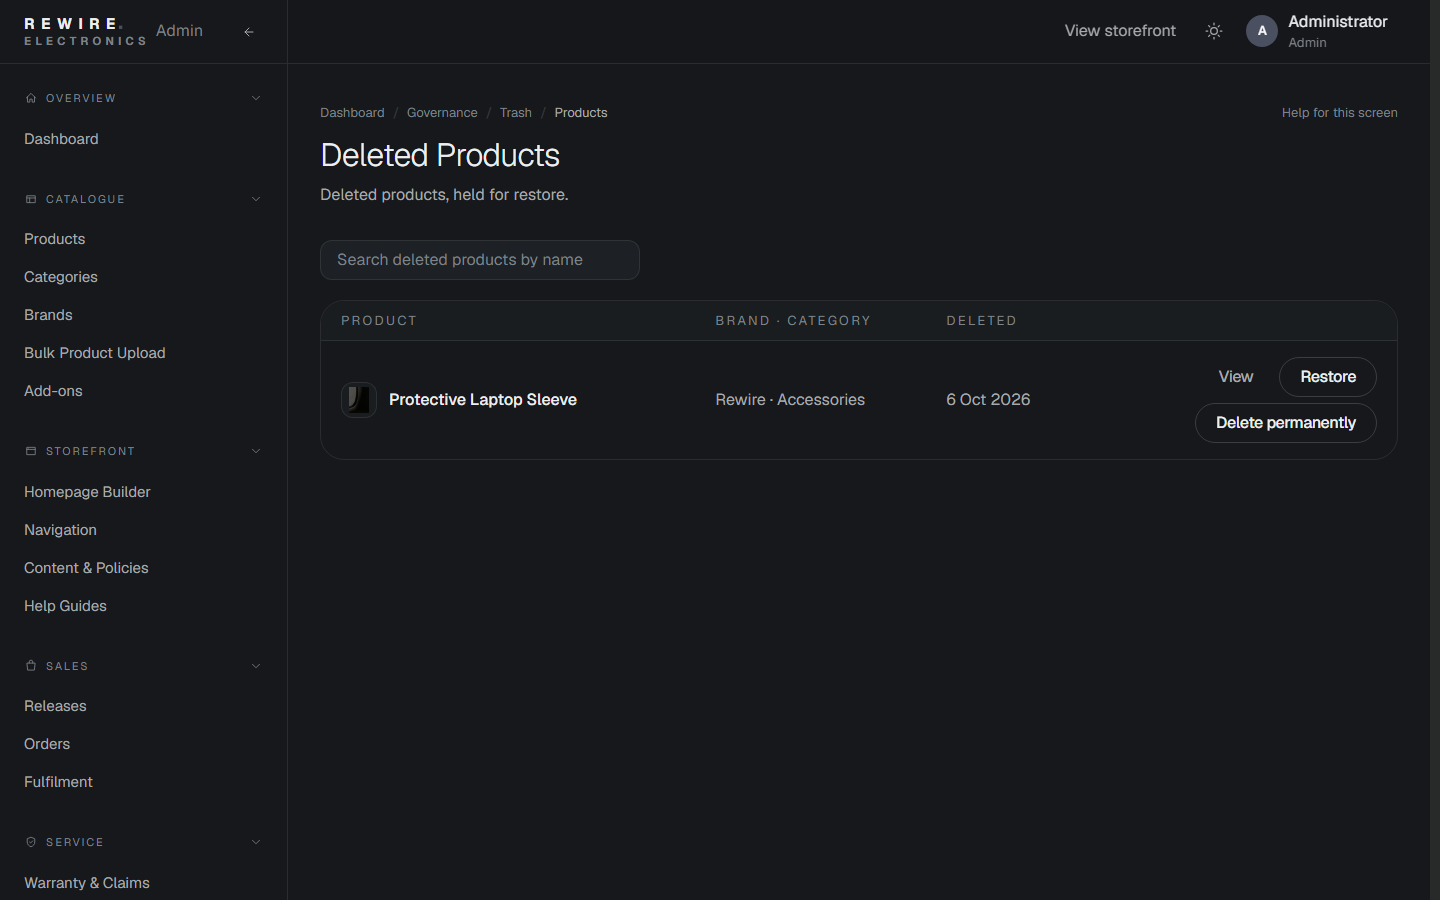 REWIRE.
ELECTRONICS
Admin
View storefront
A
Administrator
Admin
OVERVIEW
Dashboard
CATALOGUE
Products
Categories
Brands
Bulk Product Upload
Add-ons
STOREFRONT
Homepage Builder
Navigation
Content & Policies
Help Guides
SALES
Releases
Orders
Fulfilment
SERVICE
Warranty & Claims
Dashboard / Governance / Trash / Products
Help for this screen
Deleted Products
Deleted products, held for restore.
Search deleted products by name
PRODUCT BRAND · CATEGORY DELETED
Protective Laptop Sleeve Rewire · Accessories 6 Oct 2026
View Restore
Delete permanently